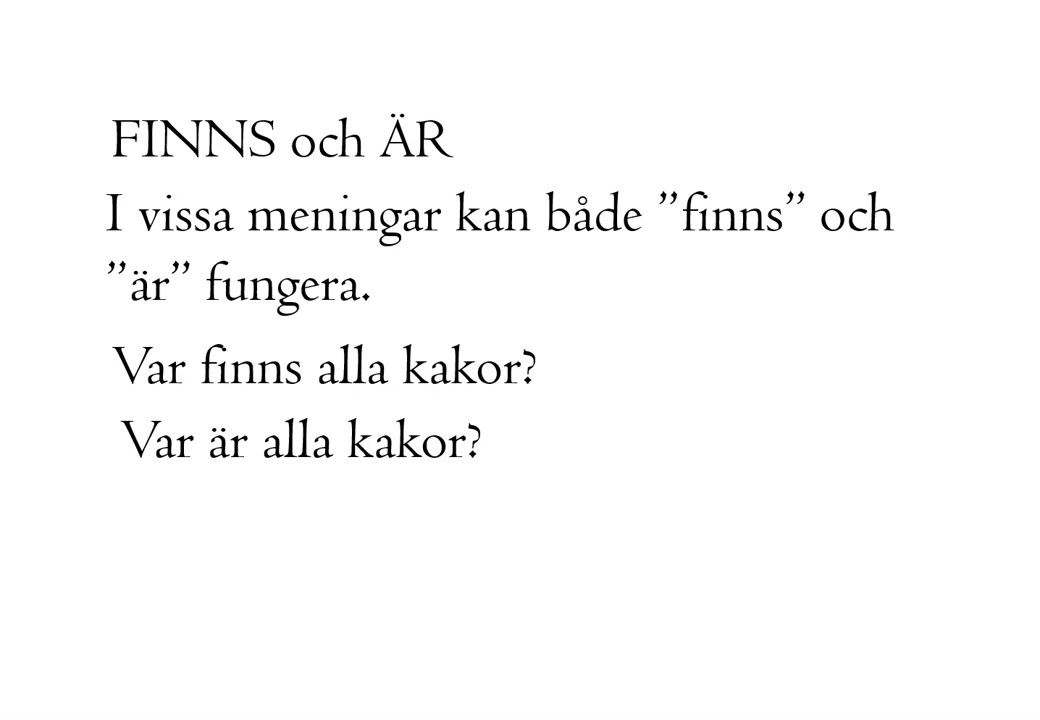 FINNS och ÄR
I vissa meningar kan både ”finns” och
”är” fungera.
Var finns alla kakor?
Var är alla kakor?